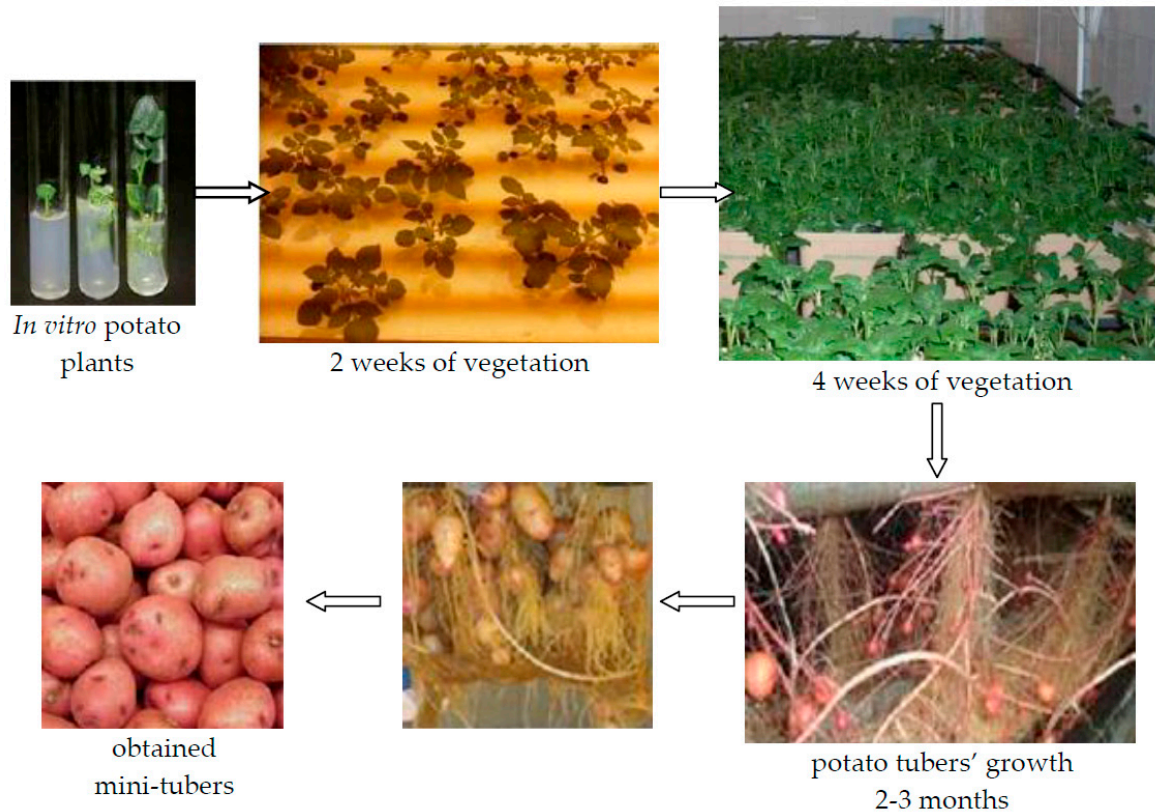 In vitro potato
plants
2 weeks of vegetation
4 weeks of vegetation
potato tubers’ growth
2-3 months
obtained
mini-tubers